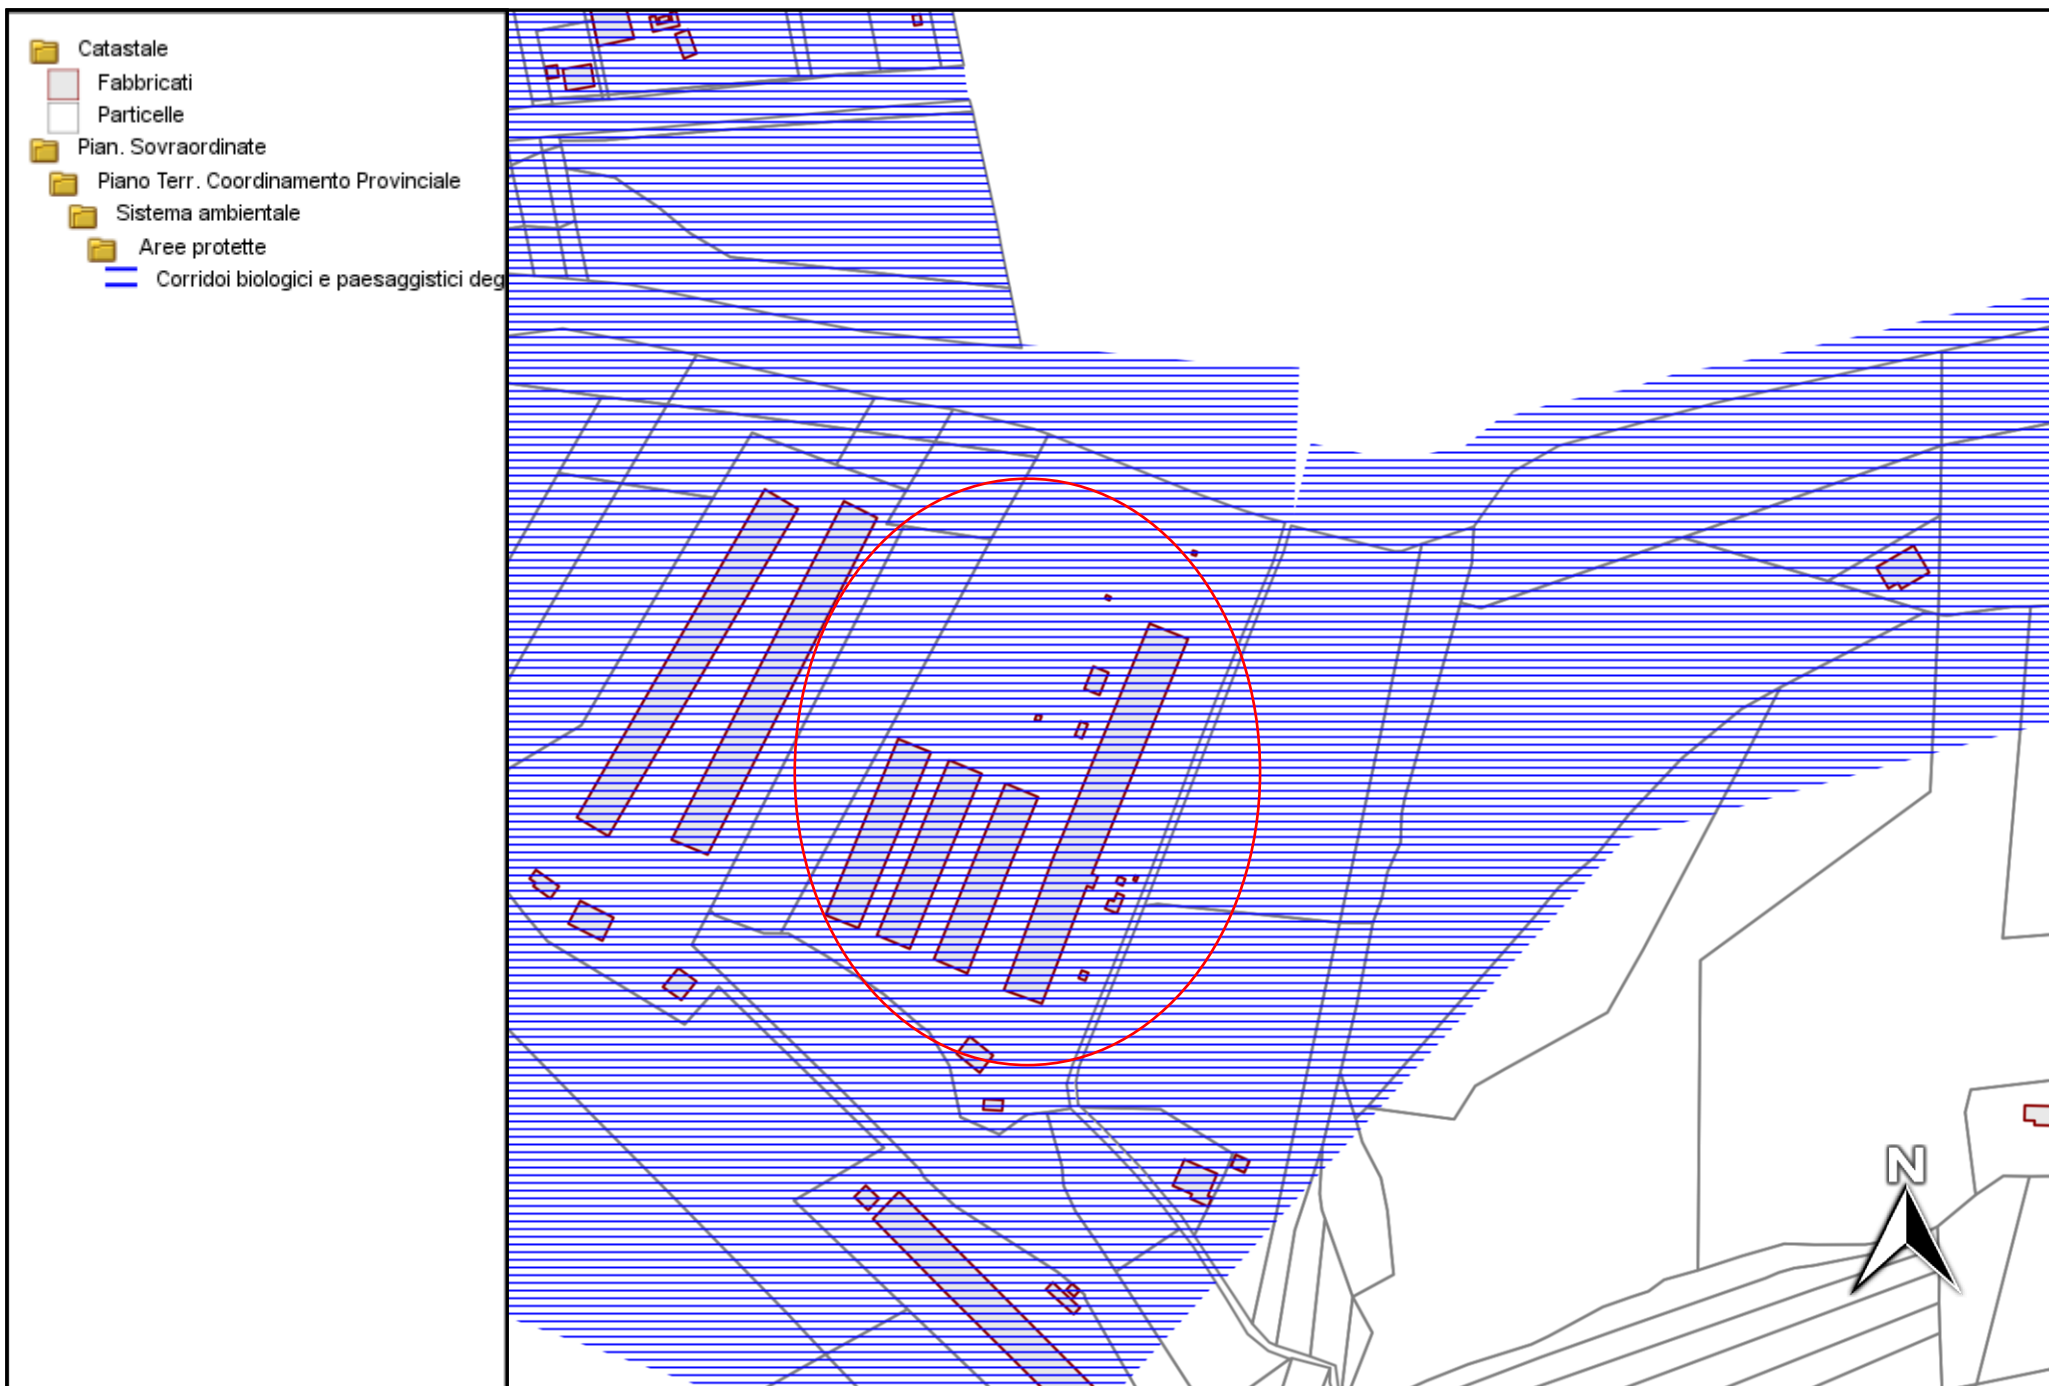 Catastale
Fabbricati
Particelle
Pian. Sovraordinate
Piano Terr. Coordinamento Provinciale
Sistema ambientale
Aree protette
Corridoi biologici e paesaggistici deg
N